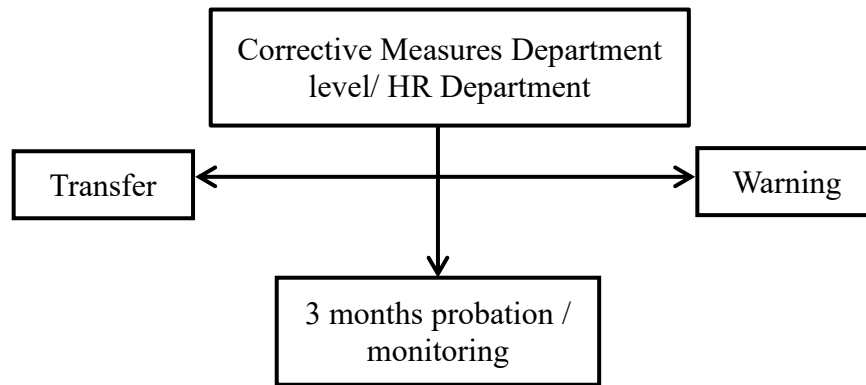 Corrective Measures Department
level/ HR Department
Transfer
Warning
3 months probation /
monitoring